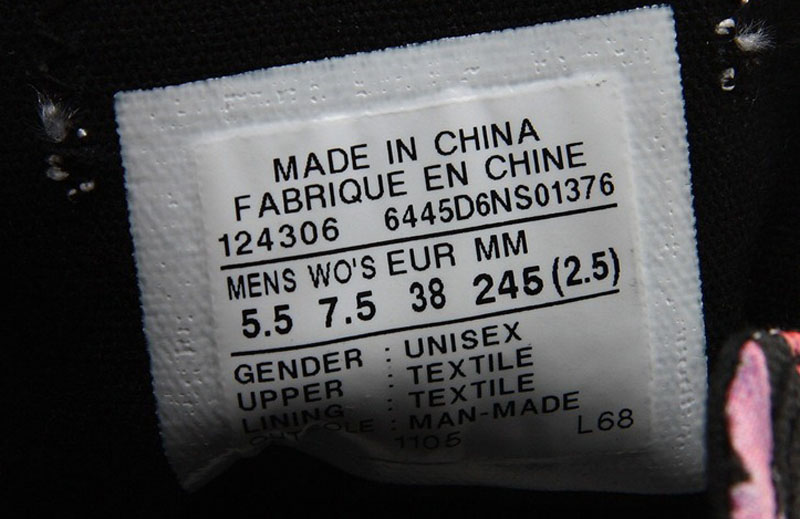 MADE IN CHINA
FABRIQUE EN CHINE
124306 6445D6NS01376
MENS WO'S EUR MM
5.5 7.5 38 245 (2.5)
GENDER : UNISEX
UPPER : TEXTILE
LINING : TEXTILE
OUTSOLE : MAN-MADE
1105 L68